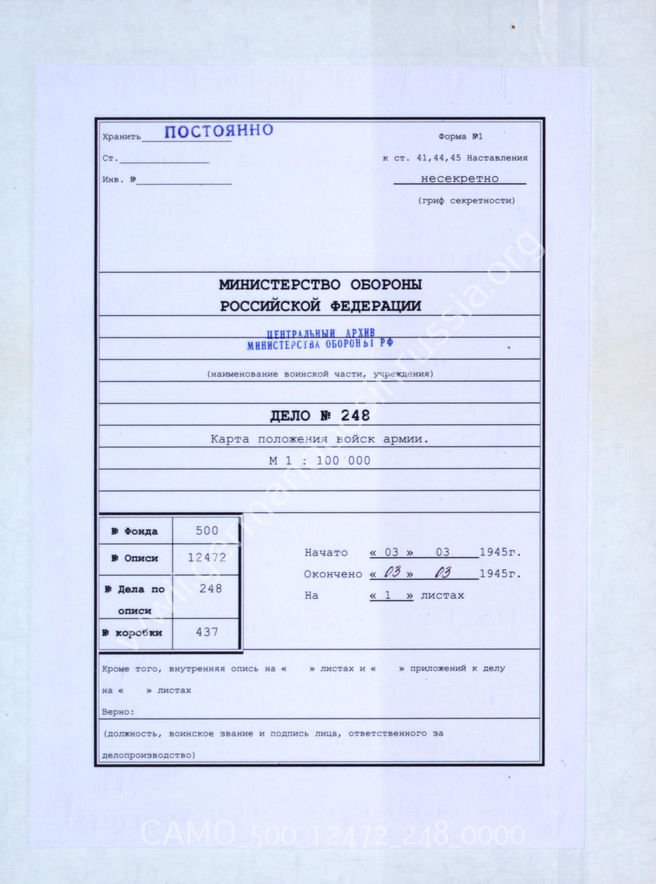 Хранить ПОСТОЯННО
Форма №1
Ст.
к ст. 41,44,45 Наставления
Инв. №
несекретно
(гриф секретности)
МИНИСТЕРСТВО ОБОРОНЫ
РОССИЙСКОЙ ФЕДЕРАЦИИ
ЦЕНТРАЛЬНЫЙ АРХИВ
МИНИСТЕРСТВА ОБОРОНЫ РФ
(наименование воинской части, учреждения)
ДЕЛО № 248
Карта положения войск армии.
М 1 : 100 000
№ Фонда 500
№ Описи 12472
№ Дела по 248
описи
№ коробки 437
Начато « 03 » 03 1945г.
Окончено « 03 » 03 1945г.
На « 1 » листах
Кроме того, внутренняя опись на « » листах и « » приложений к делу
на « » листах
Верно:
(должность, воинское звание и подпись лица, ответственного за
делопроизводство)
www.germandocsinrussia.org
CAMO_500_12472_248_0000